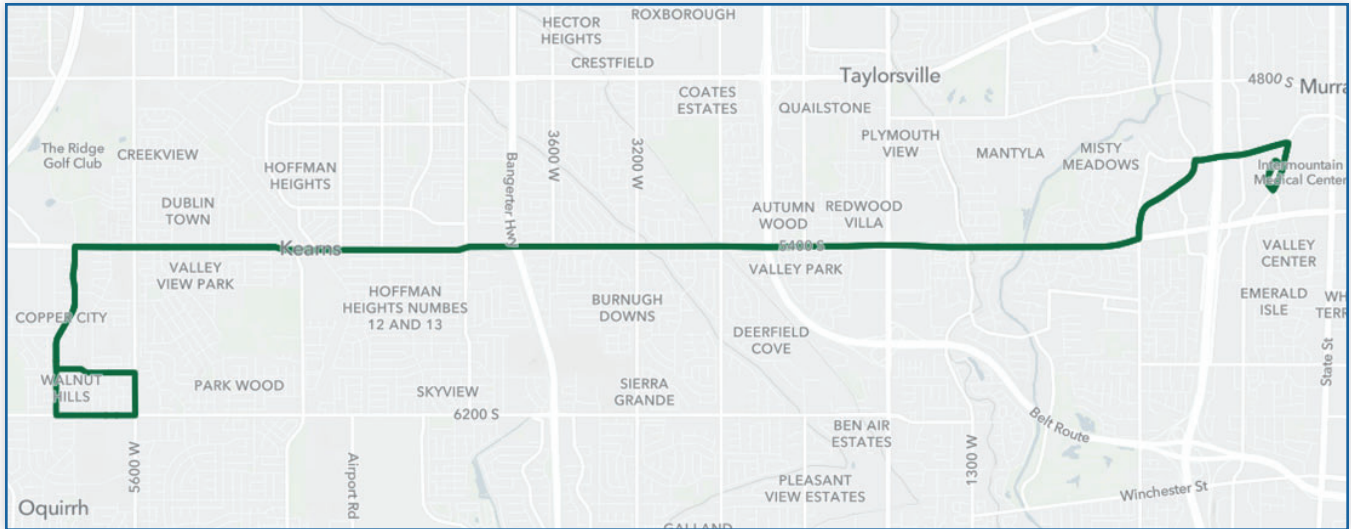 ROXBOROUGH
HECTOR
HEIGHTS
CRESTFIELD
Taylorsville
4800 S
COATES
ESTATES
QUAILSTONE
PLYMOUTH
VIEW
MANTYLA
MISTY
MEADOWS
The Ridge
Golf Club
CREEKVIEW
HOFFMAN
HEIGHTS
Bangerter Hwy
3600 W
3200 W
Intermountain
Medical Center
DUBLIN
TOWN
AUTUMN
WOOD
REDWOOD
VILLA
Kearns
5400 S
VALLEY
CENTER
VALLEY
VIEW PARK
VALLEY PARK
HOFFMAN
HEIGHTS NUMBES
12 AND 13
BURNUGH
DOWNS
EMERALD
ISLE
COPPER CITY
DEERFIELD
COVE
State St
WALNUT
HILLS
PARK WOOD
SKYVIEW
SIERRA
GRANDE
6200 S
BEN AIR
ESTATES
Belt Route
5600 W
Airport Rd
1300 W
PLEASANT
VIEW ESTATES
Winchester St
Oquirrh